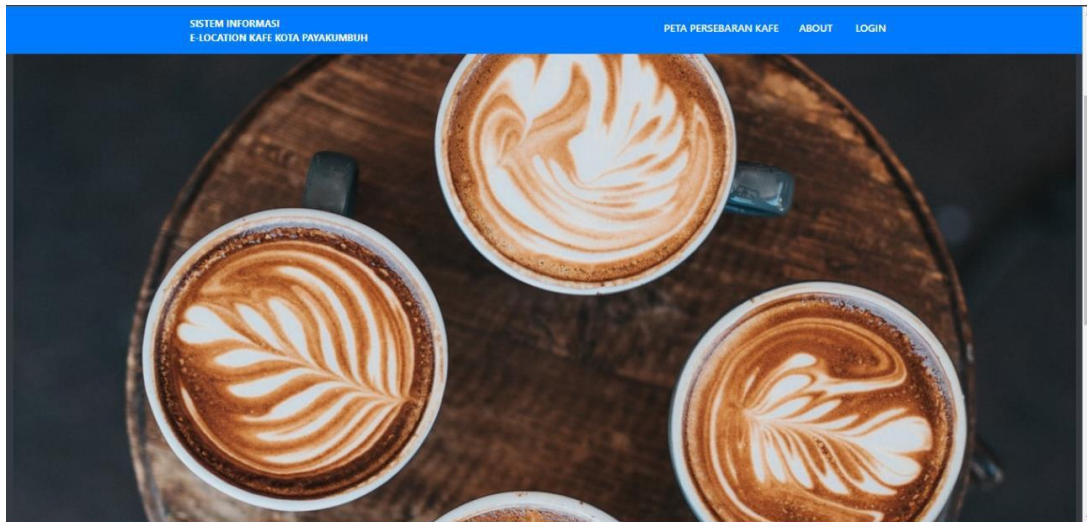 SISTEM INFORMASI
E-LOCATION KAFE KOTA PAYAKUMBUH
PETA PERSEBARAN KAFE ABOUT LOGIN